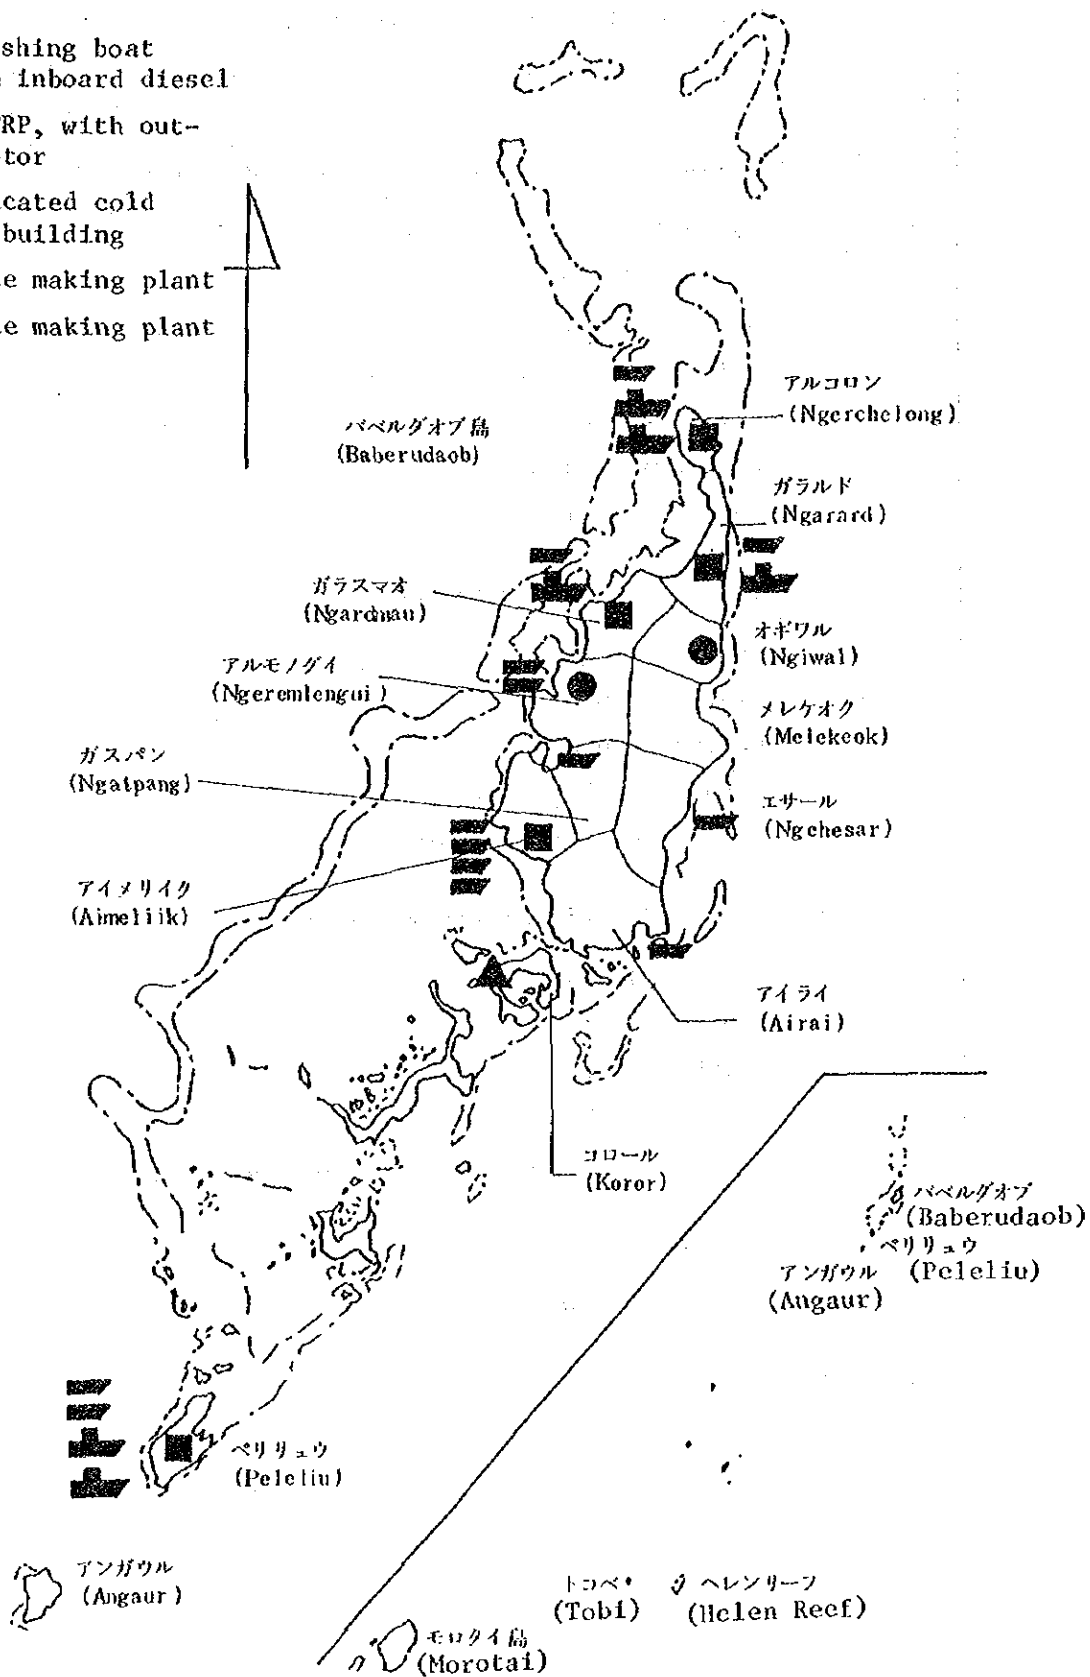 shing boat
inboard diesel
RP, with out-
tor
cated cold
building
e making plant
e making plant
アルコロン
(Ngerchelong)
バベルダオブ島
(Baberudaob)
ガラルド
(Ngarard)
ガラスマオ
(Ngardmau)
オギワル
(Ngiwal)
アルモノグイ
(Ngeremlengui)
メレケオク
(Melekeok)
ガスパン
(Ngatpang)
エサール
(Ngchesar)
アイメリイク
(Aimeliik)
アイライ
(Airai)
コロール
(Koror)
バベルダオブ
(Baberudaob)
ペリリュウ
(Peleliu)
アンガウル
(Angaur)
ペリリュウ
(Peleliu)
アンガウル
(Angaur)
トコベ
(Tobi)
ヘレンリーフ
(Helen Reef)
モロタイ島
(Morotai)